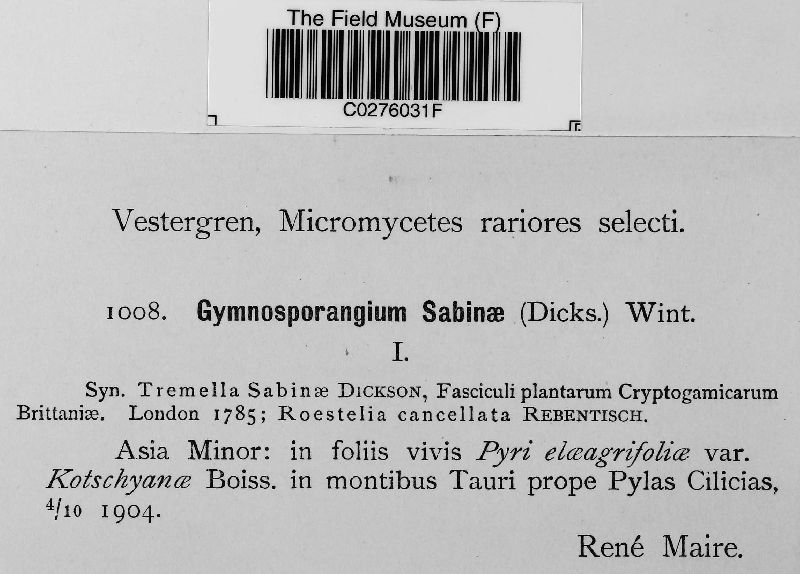 The Field Museum (F)
C0276031F
Vestergren, Micromycetes rariores selecti.
1008. Gymnosporangium Sabinæ (Dicks.) Wint.
I.
Syn. Tremella Sabinæ DICKSON, Fasciculi plantarum Cryptogamicarum
Brittaniæ. London 1785; Roestelia cancellata REBENTISCH.
Asia Minor: in foliis vivis Pyri elæagrifoliæ var.
Kotschyanæ Boiss. in montibus Tauri prope Pylas Cilicias,
4/10 1904.
René Maire.